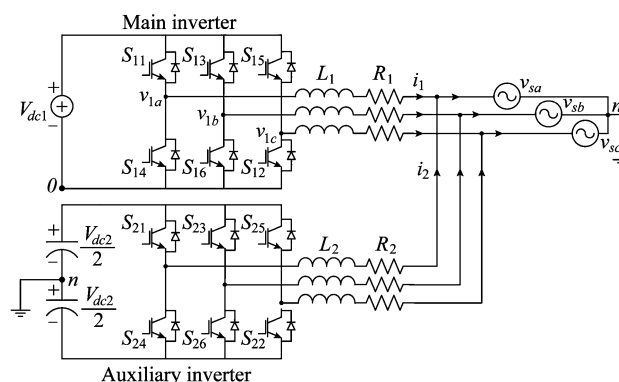 Main inverter
S11 S13 S15
L1 R1 i1 vsa
Vdc1 v1a v1b v1c vsb n
vsc
S14 S16 S12
0
i2
S21 S23 S25
L2 R2
Vdc2
2
n
Vdc2
2
S24 S26 S22
Auxiliary inverter